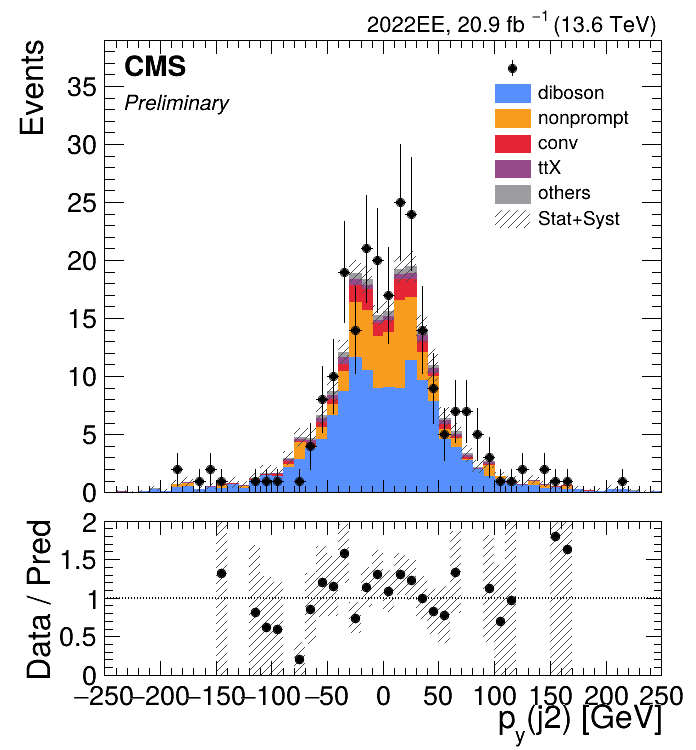 2022EE, 20.9 fb⁻¹ (13.6 TeV)
Events
CMS
Preliminary
diboson
nonprompt
conv
ttX
others
Stat+Syst
35
30
25
20
15
10
5
0
Data / Pred
2
1.5
1
0.5
0
−250 −200 −150 −100 −50 0 50 100 150 200 250
p_y(j2) [GeV]